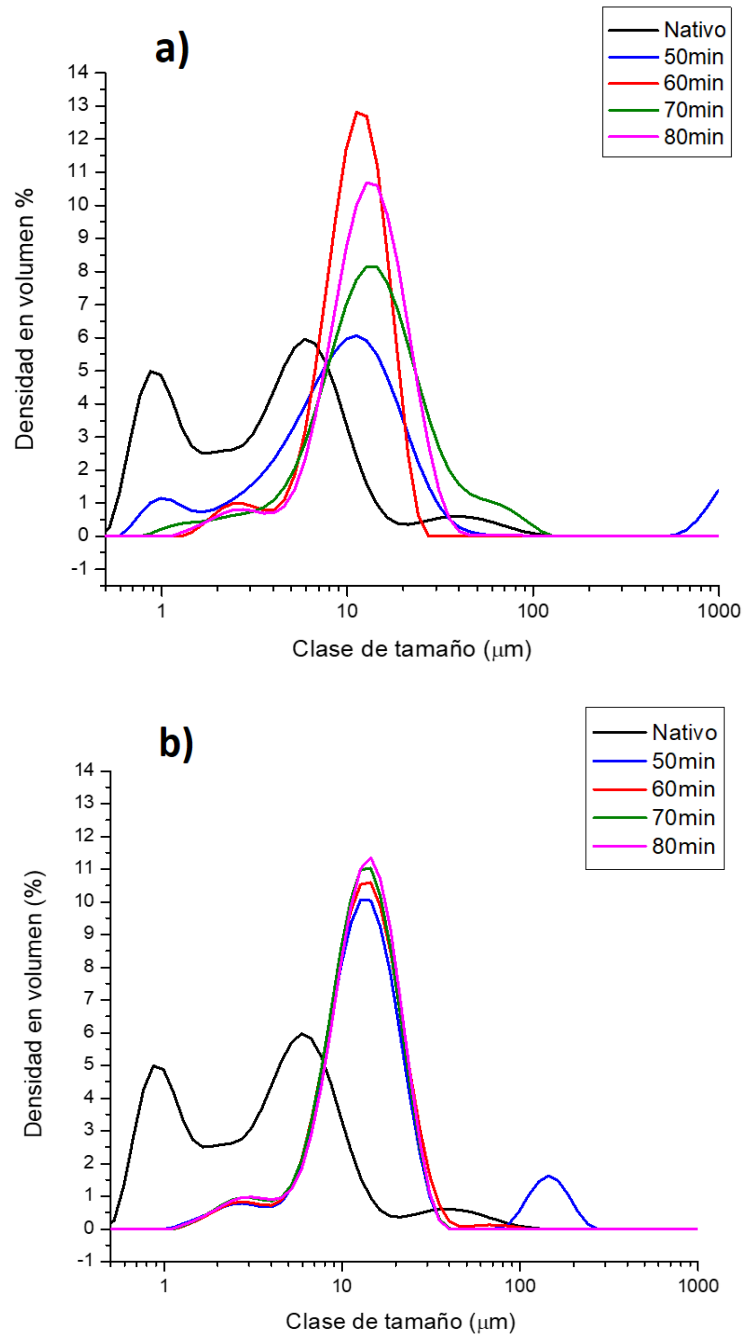 a)
Nativo
50min
60min
70min
80min
14
13
12
11
10
9
8
7
6
5
4
3
2
1
0
-1
Densidad en volumen %
1 10 100 1000
Clase de tamaño (μm)
b)
Nativo
50min
60min
70min
80min
14
13
12
11
10
9
8
7
6
5
4
3
2
1
0
-1
Densidad en volumen (%)
1 10 100 1000
Clase de tamaño (μm)